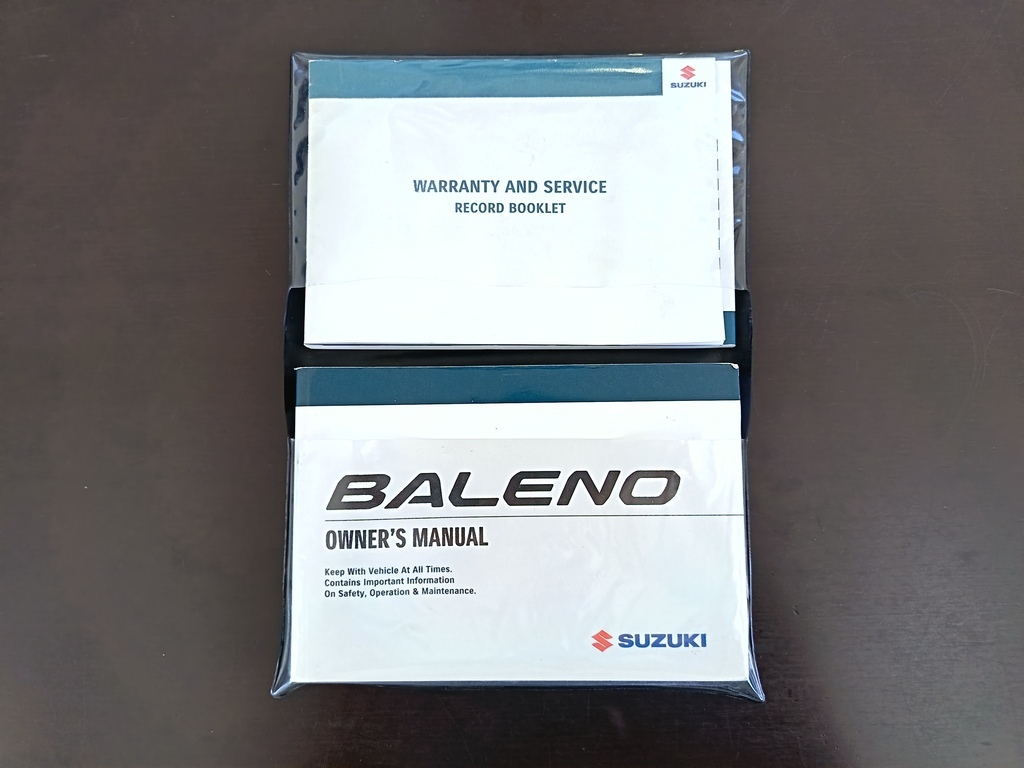 SUZUKI
WARRANTY AND SERVICE
RECORD BOOKLET
BALENO
OWNER'S MANUAL
Keep With Vehicle At All Times.
Contains Important Information
On Safety, Operation & Maintenance.
SUZUKI